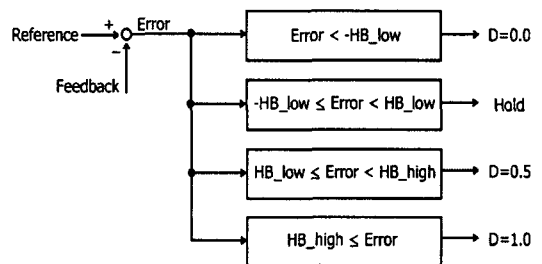 Reference
+
Error
−
Feedback
Error < -HB_low
D=0.0
-HB_low ≤ Error < HB_low
Hold
HB_low ≤ Error < HB_high
D=0.5
HB_high ≤ Error
D=1.0